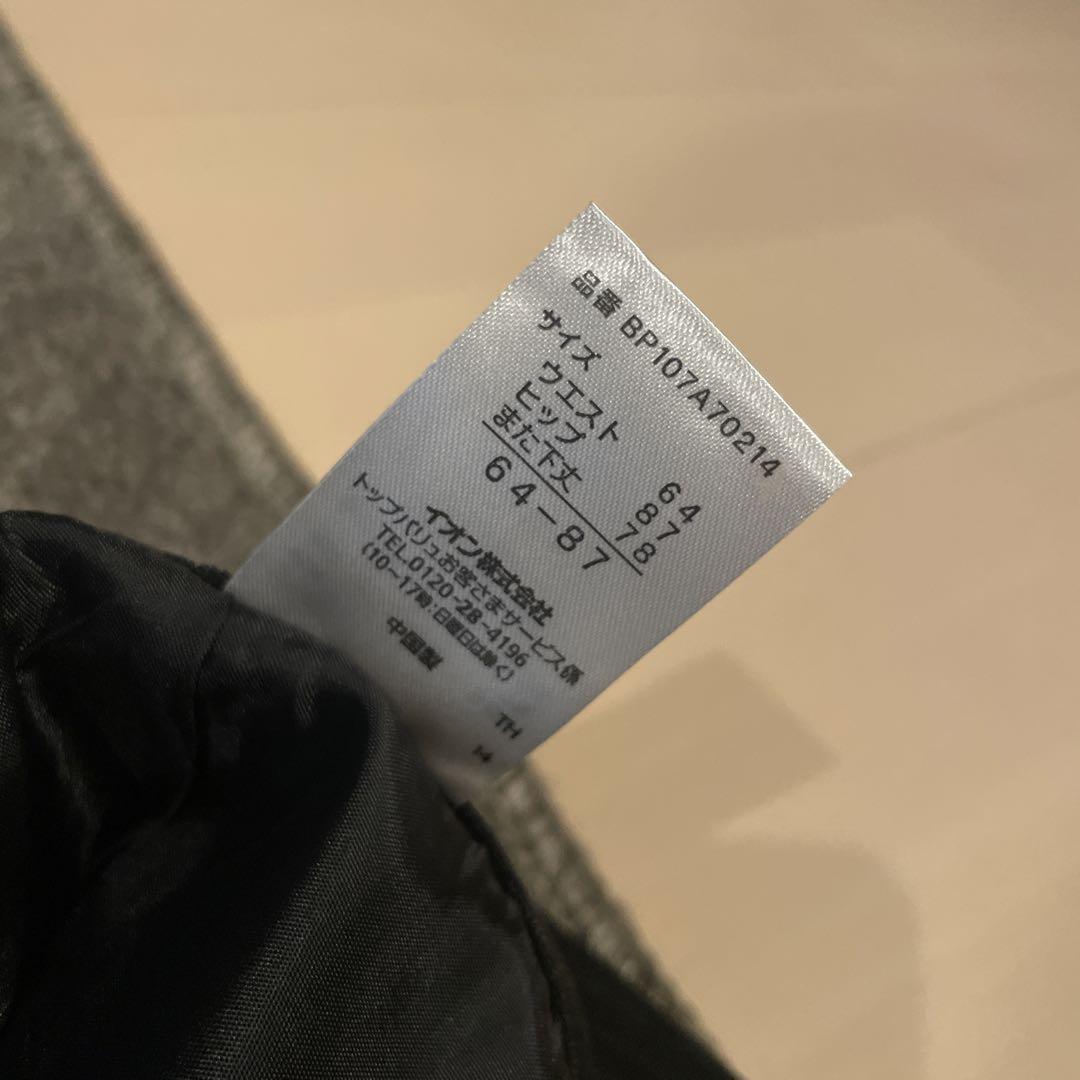 品番 BP107A70214
サイズ
ウエスト 64
ヒップ 87
また下丈 78
64-87
イオン株式会社
トップバリュお客さまサービス係
TEL.0120-28-4196
(10~17時:日曜日は除く)
中国製
TH
14